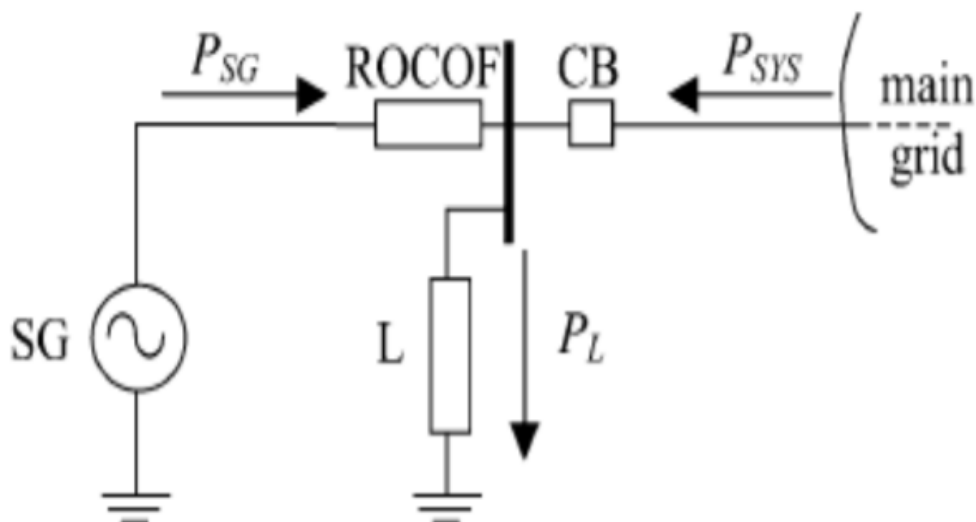 P_SG
ROCOF
CB
P_SYS
main
grid
SG
L
P_L